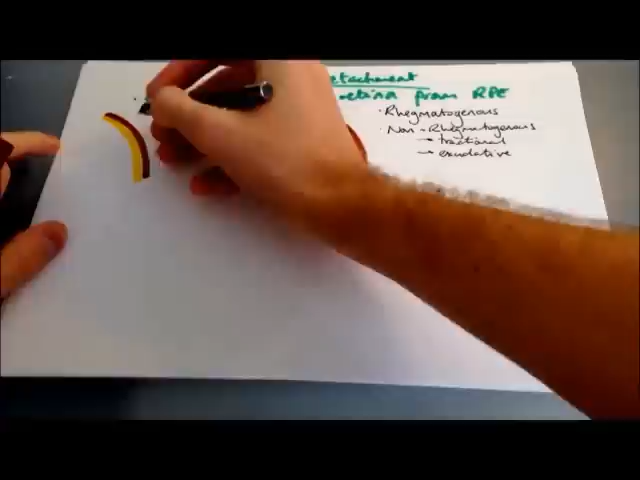 etachment
etina from RPE
· Rhegmatogenous
· Non-Rhegmatogenous
→ tractional
→ exudative